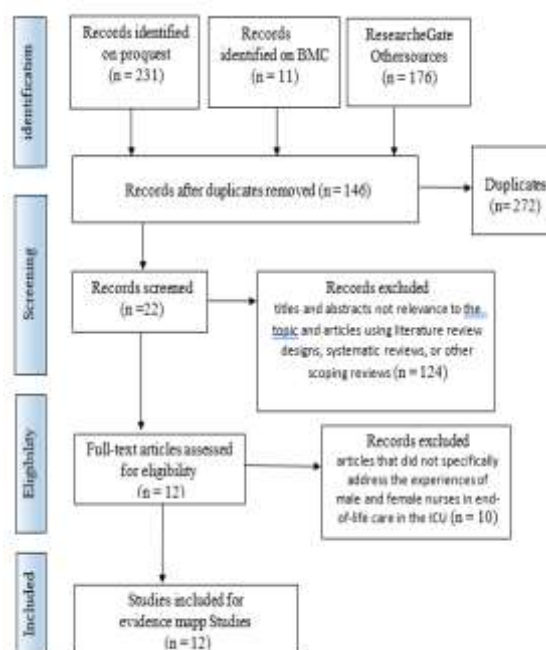 identification
Records identified
on proquest
(n = 231)
Records
identified on BMC
(n = 11)
ResearcheGate
Othersources
(n = 176)
Records after duplicates removed (n = 146)
Duplicates
(n= 272)
Screening
Records screened
(n =22)
Records excluded
titles and abstracts not relevance to the
topic and articles using literature review
designs, systematic reviews, or other
scoping reviews (n = 124)
Eligibility
Full-text articles assessed
for eligibility
(n = 12)
Records excluded
articles that did not specifically
address the experiences of
male and female nurses in end-
of-life care in the ICU (n = 10)
Included
Studies included for
evidence mapp Studies
(n = 12)